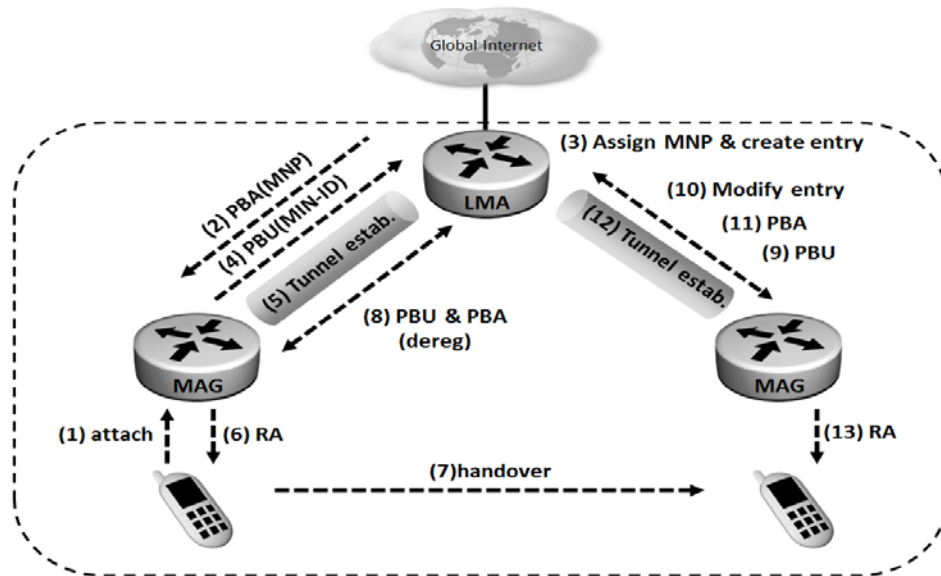 Global Internet
(3) Assign MNP & create entry
LMA
(2) PBA(MNP)
(4) PBU(MIN-ID)
(5) Tunnel estab.
(10) Modify entry
(11) PBA
(9) PBU
(12) Tunnel estab.
(8) PBU & PBA
(dereg)
MAG
MAG
(1) attach
(6) RA
(13) RA
(7)handover